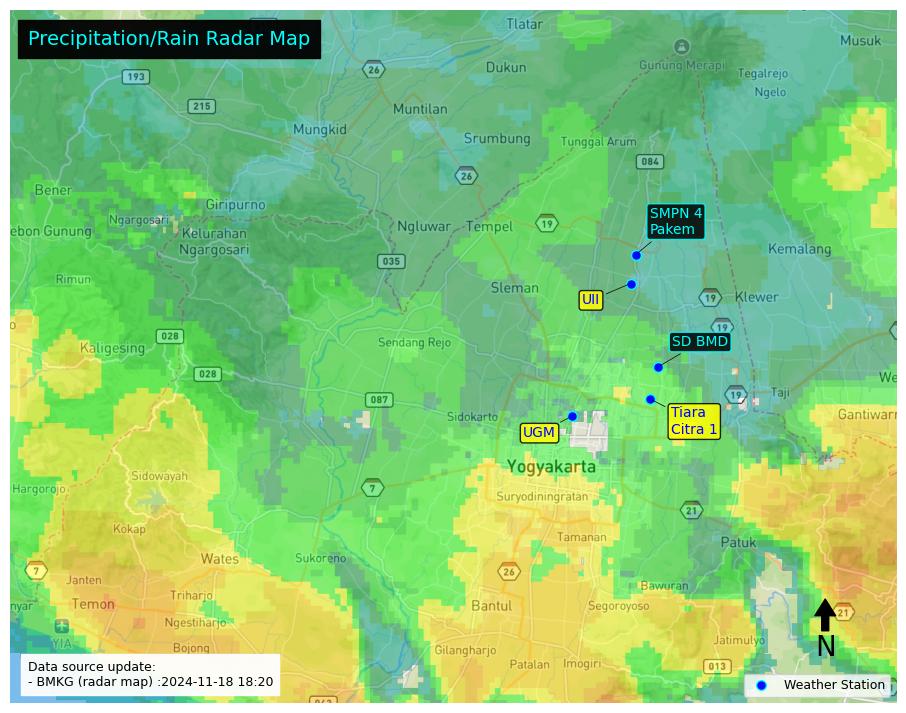 Precipitation/Rain Radar Map
Tlatar
Musuk
26
193
Dukun
Gunung Merapi
Tegalrejo
Ngelo
215
Muntilan
Mungkid
Srumbung
Tunggal Arum
084
26
Bener
Giripurno
Ngargosari
ebon Gunung
Kelurahan
Ngargosari
Ngluwar
Tempel
19
SMPN 4
Pakem
Kemalang
035
Rimun
Sleman
UII
19
Klewer
19
028
Kaligesing
Sendang Rejo
SD BMD
028
087
We
Taji
19
Sidokarto
Tiara
Citra 1
Gantiwarn
UGM
Yogyakarta
Sidowayah
Hargorojo
7
Suryodiningratan
21
Kokap
Tamanan
Patuk
Wates
Sukoreno
7
26
Janten
Triharjo
Bawuran
Temon
Bantul
Segoroyoso
nyar
Ngestiharjo
21
YIA
Bojong
Gilangharjo
Jatimulyo
N
Patalan
Imogiri
013
Data source update:
- BMKG (radar map) :2024-11-18 18:20
Weather Station